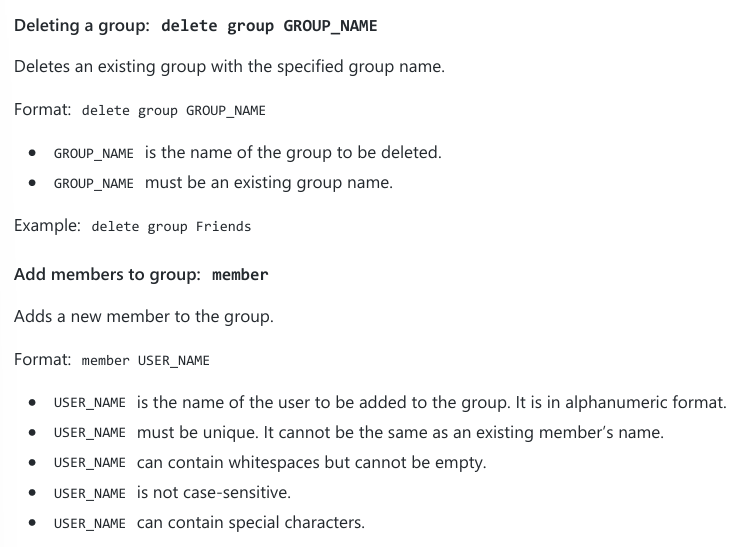 Deleting a group: delete group GROUP_NAME
Deletes an existing group with the specified group name.
Format: delete group GROUP_NAME
• GROUP_NAME is the name of the group to be deleted.
• GROUP_NAME must be an existing group name.
Example: delete group Friends
Add members to group: member
Adds a new member to the group.
Format: member USER_NAME
• USER_NAME is the name of the user to be added to the group. It is in alphanumeric format.
• USER_NAME must be unique. It cannot be the same as an existing member’s name.
• USER_NAME can contain whitespaces but cannot be empty.
• USER_NAME is not case-sensitive.
• USER_NAME can contain special characters.